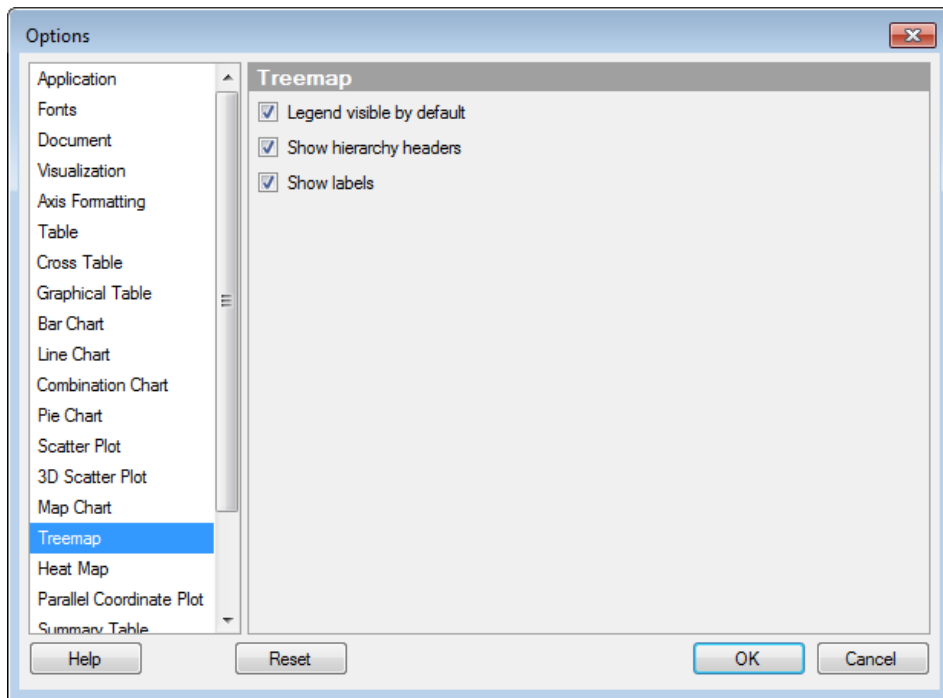 Options
Application
Fonts
Document
Visualization
Axis Formatting
Table
Cross Table
Graphical Table
Bar Chart
Line Chart
Combination Chart
Pie Chart
Scatter Plot
3D Scatter Plot
Map Chart
Treemap
Heat Map
Parallel Coordinate Plot
Summary Table
Treemap
Legend visible by default
Show hierarchy headers
Show labels
Help Reset OK Cancel